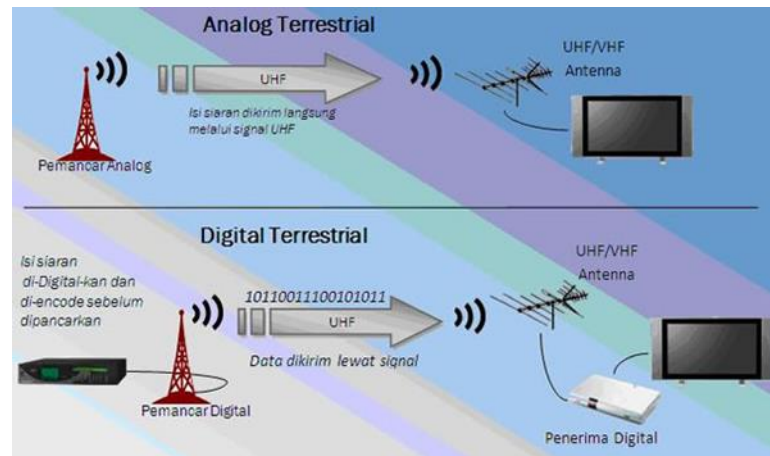 Analog Terrestrial
UHF/VHF
Antenna
UHF
Isi siaran dikirim langsung
melalui signal UHF
Pemancar Analog
Digital Terrestrial
Isi siaran
di-Digital-kan dan
di-encode sebelum
dipancarkan
UHF/VHF
Antenna
10110011100101011
UHF
Data dikirim lewat signal
Pemancar Digital
Penerima Digital